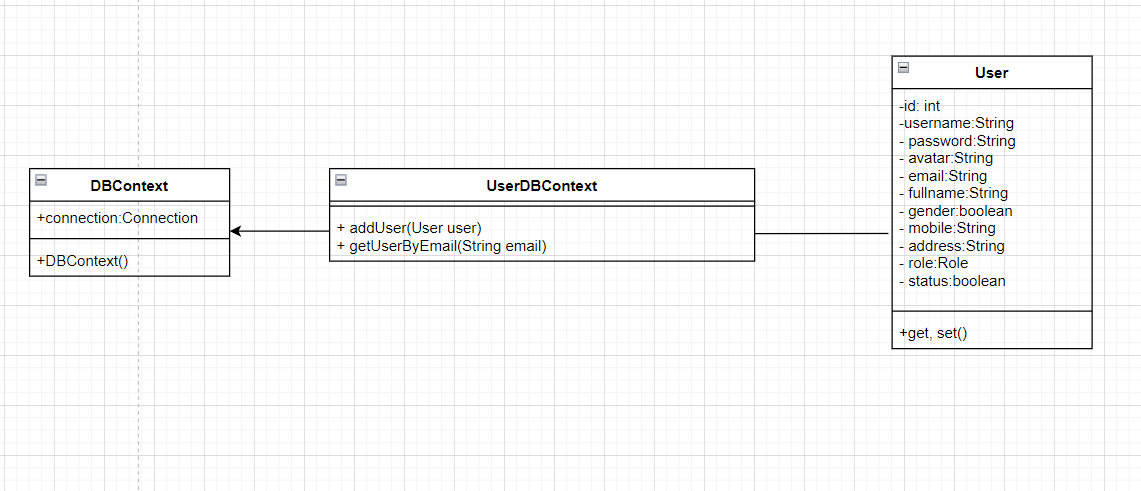 DBContext
+connection:Connection
+DBContext()
UserDBContext
+ addUser(User user)
+ getUserByEmail(String email)
User
-id: int
-username:String
- password:String
- avatar:String
- email:String
- fullname:String
- gender:boolean
- mobile:String
- address:String
- role:Role
- status:boolean
+get, set()